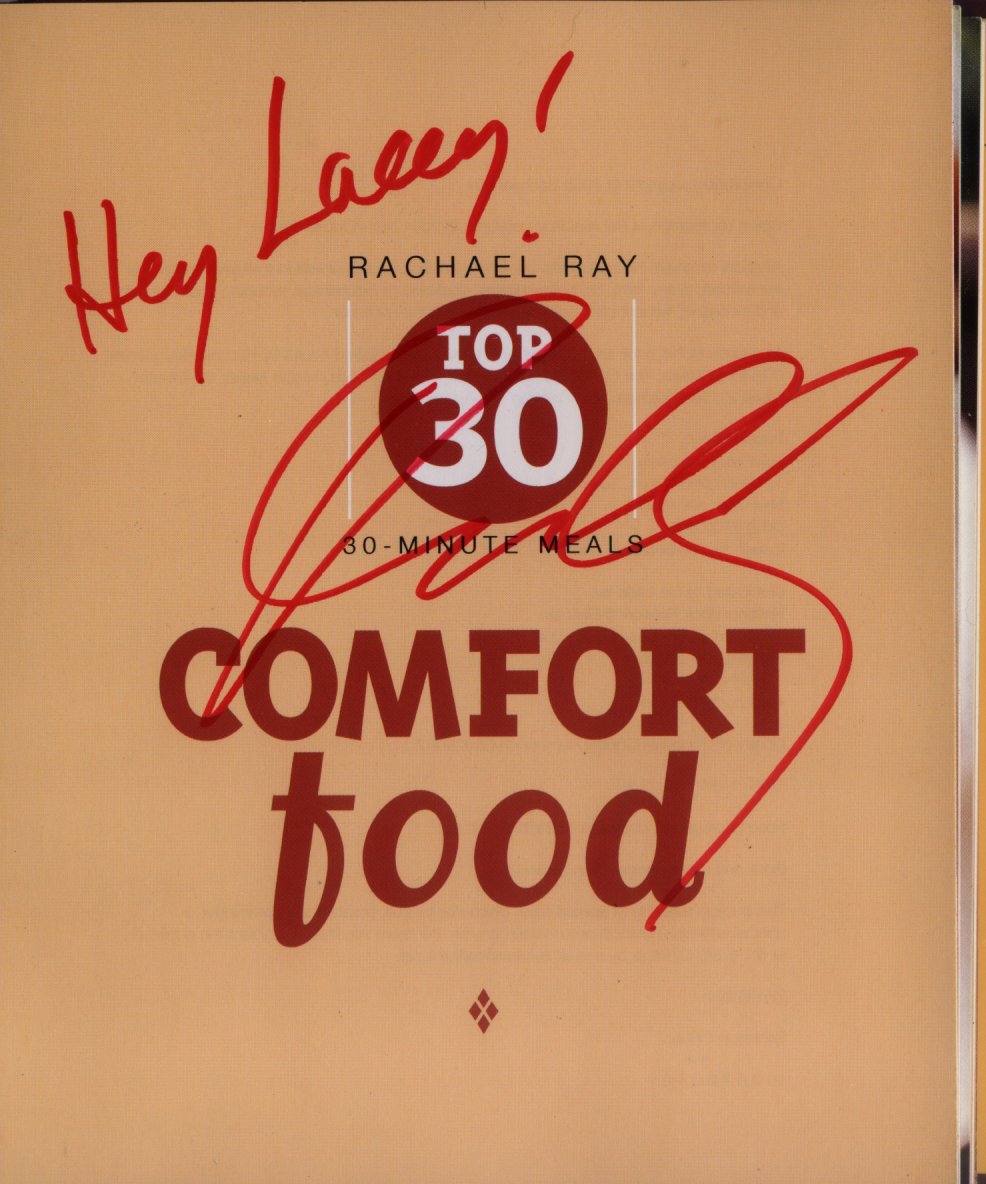 Hey Lacey!
RACHAEL RAY
TOP
30
30-MINUTE MEALS
COMFORT
food